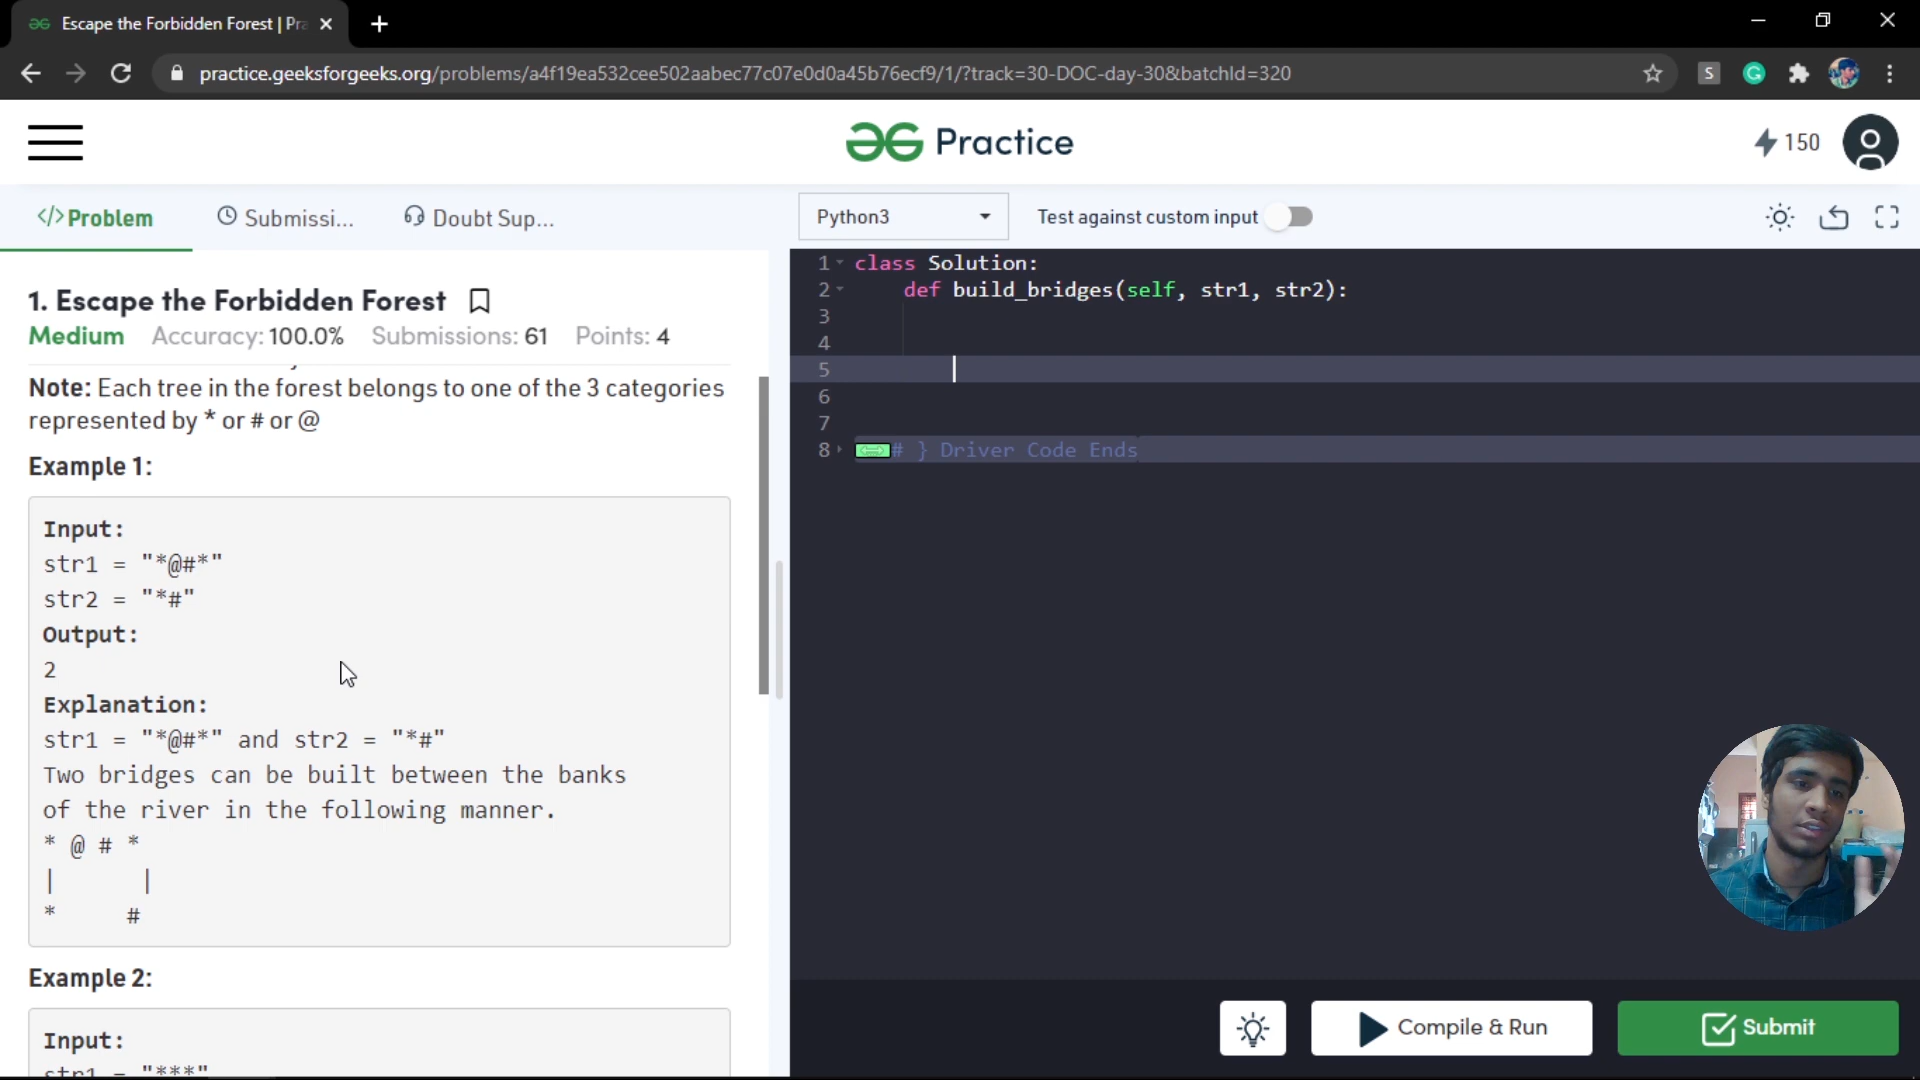 Escape the Forbidden Forest | Pra
practice.geeksforgeeks.org/problems/a4f19ea532cee502aabec77c07e0d0a45b76ecf9/1/?track=30-DOC-day-30&batchId=320
S
G
Practice
150
</>Problem
Submissi...
Doubt Sup...
Python3
Test against custom input
1. Escape the Forbidden Forest
Medium Accuracy: 100.0% Submissions: 61 Points: 4
Note: Each tree in the forest belongs to one of the 3 categories
represented by * or # or @
Example 1:
Input:
str1 = "*@#*"
str2 = "*#"
Output:
2
Explanation:
str1 = "*@#*" and str2 = "*#"
Two bridges can be built between the banks
of the river in the following manner.
* @ # *
|      |
*     #
Example 2:
Input:
str1 = "***"
1 class Solution:
2     def build_bridges(self, str1, str2):
3
4
5
6
7
8 # } Driver Code Ends
Compile & Run
Submit